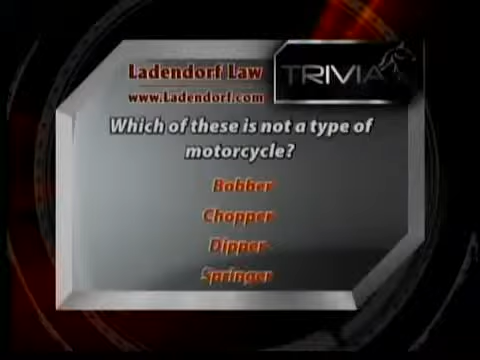 Ladendorf Law
TRIVIA
www.Ladendorf.com
Which of these is not a type of
motorcycle?
Bobber
Chopper
Dipper
Springer